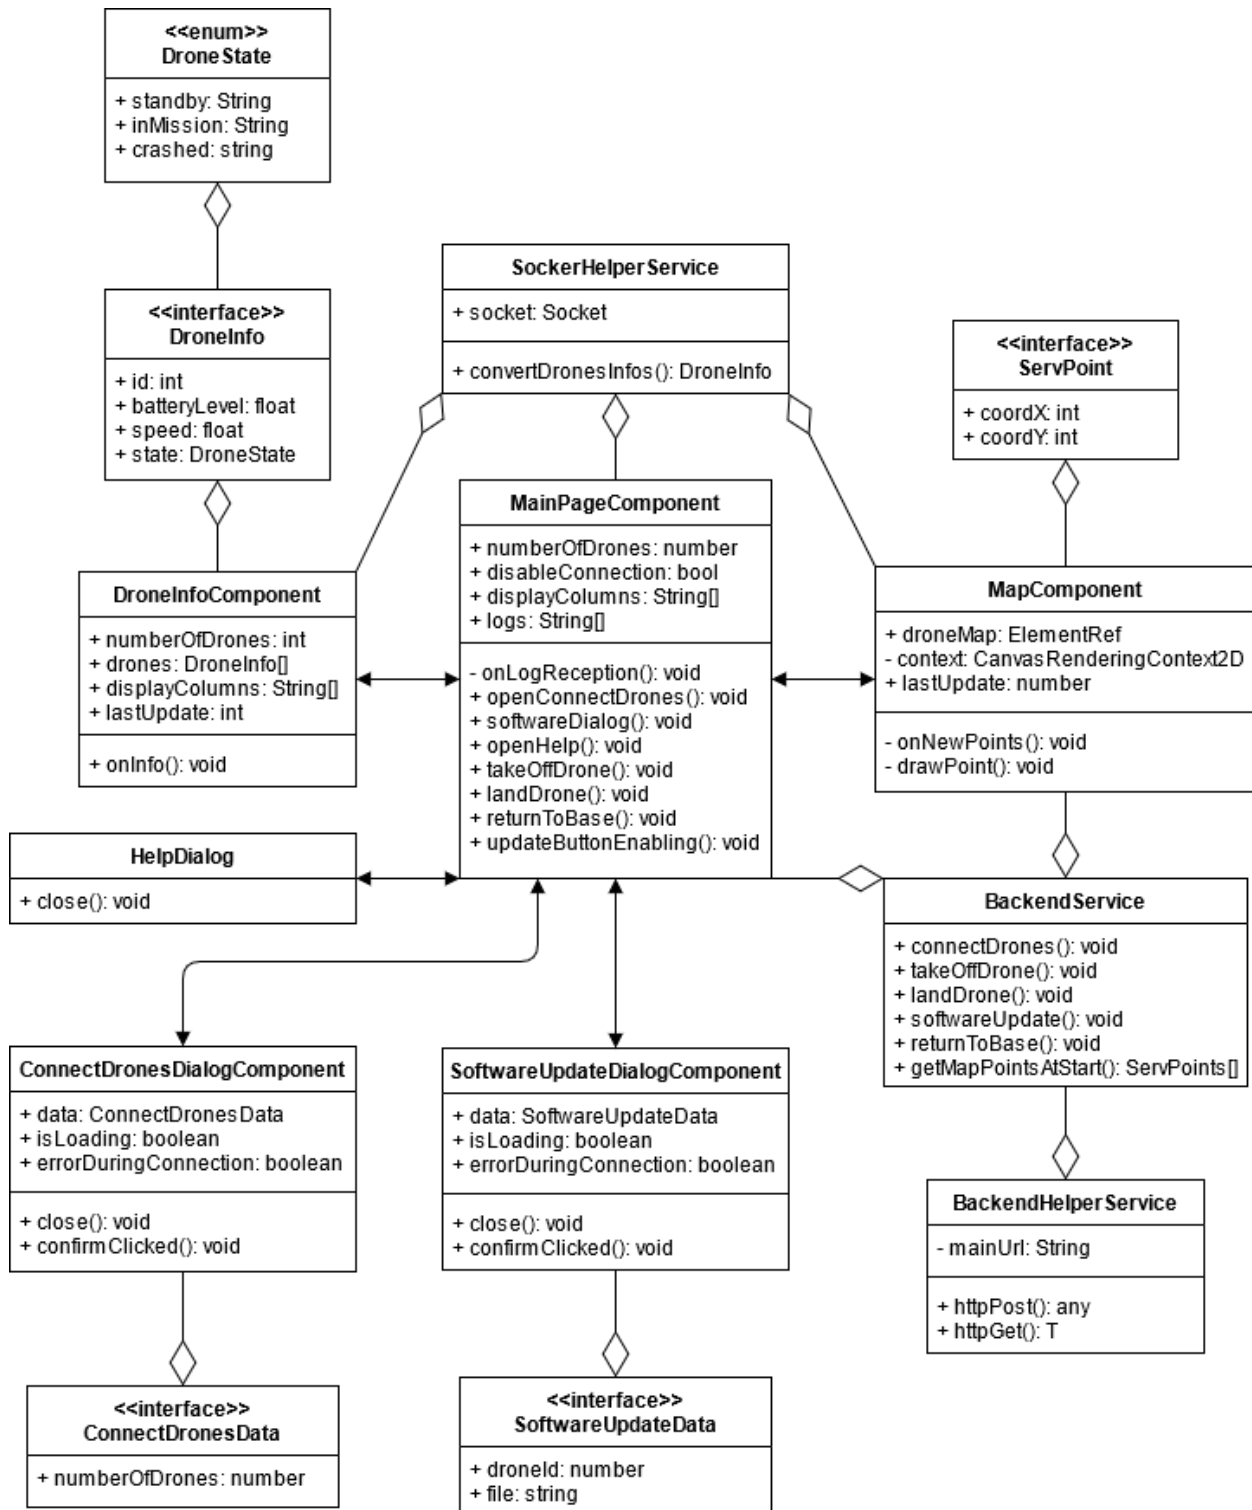 <<enum>>
DroneState
+ standby: String
+ inMission: String
+ crashed: string
<<interface>>
DroneInfo
+ id: int
+ batteryLevel: float
+ speed: float
+ state: DroneState
SockerHelperService
+ socket: Socket
+ convertDronesInfos(): DroneInfo
<<interface>>
ServPoint
+ coordX: int
+ coordY: int
DroneInfoComponent
+ numberOfDrones: int
+ drones: DroneInfo[]
+ displayColumns: String[]
+ lastUpdate: int
+ onInfo(): void
MainPageComponent
+ numberOfDrones: number
+ disableConnection: bool
+ displayColumns: String[]
+ logs: String[]
- onLogReception(): void
+ openConnectDrones(): void
+ softwareDialog(): void
+ openHelp(): void
+ takeOffDrone(): void
+ landDrone(): void
+ returnToBase(): void
+ updateButtonEnabling(): void
MapComponent
+ droneMap: ElementRef
- context: CanvasRenderingContext2D
+ lastUpdate: number
- onNewPoints(): void
- drawPoint(): void
HelpDialog
+ close(): void
BackendService
+ connectDrones(): void
+ takeOffDrone(): void
+ landDrone(): void
+ softwareUpdate(): void
+ returnToBase(): void
+ getMapPointsAtStart(): ServPoints[]
ConnectDronesDialogComponent
+ data: ConnectDronesData
+ isLoading: boolean
+ errorDuringConnection: boolean
+ close(): void
+ confirmClicked(): void
SoftwareUpdateDialogComponent
+ data: SoftwareUpdateData
+ isLoading: boolean
+ errorDuringConnection: boolean
+ close(): void
+ confirmClicked(): void
BackendHelperService
- mainUrl: String
+ httpPost(): any
+ httpGet(): T
<<interface>>
ConnectDronesData
+ numberOfDrones: number
<<interface>>
SoftwareUpdateData
+ droneId: number
+ file: string